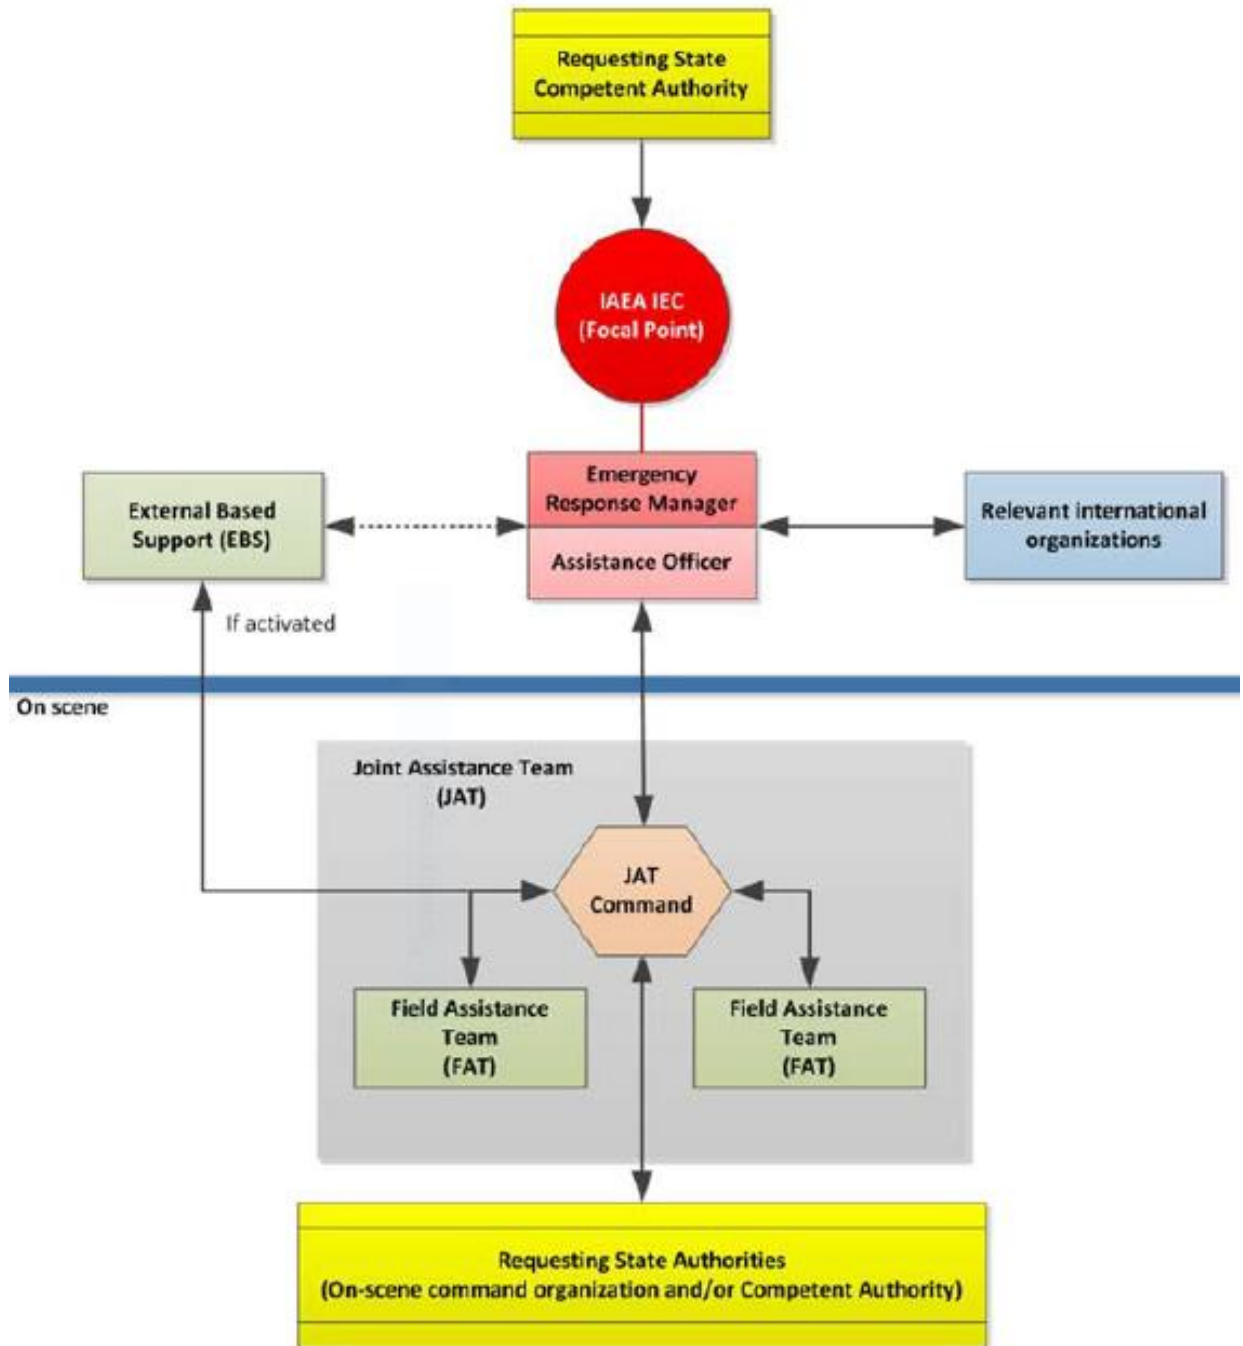 Requesting State
Competent Authority
IAEA IEC
(Focal Point)
Emergency
Response Manager
Assistance Officer
External Based
Support (EBS)
Relevant international
organizations
If activated
On scene
Joint Assistance Team
(JAT)
JAT
Command
Field Assistance
Team
(FAT)
Field Assistance
Team
(FAT)
Requesting State Authorities
(On-scene command organization and/or Competent Authority)